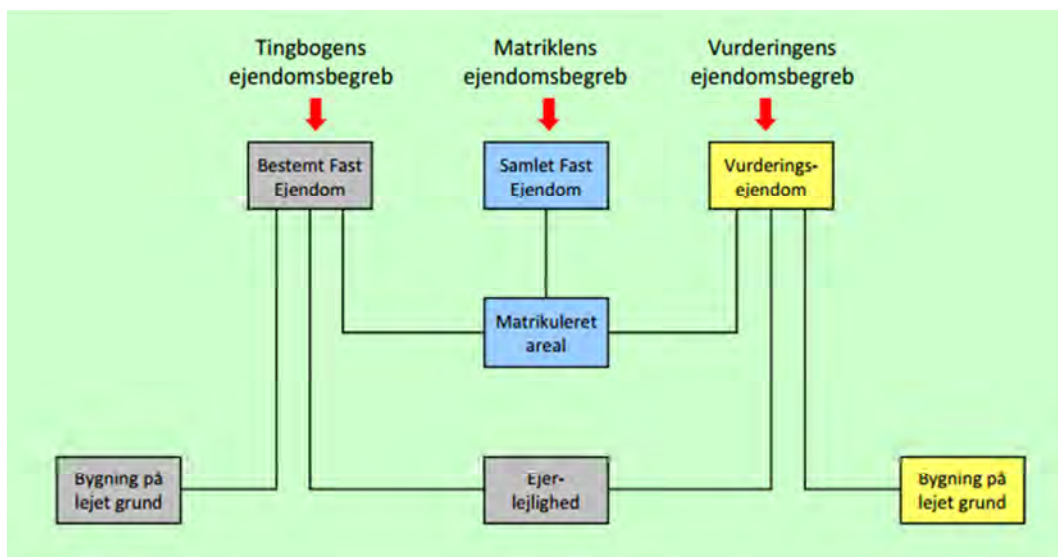 Tingbogens
ejendomsbegreb
Matriklens
ejendomsbegreb
Vurderingens
ejendomsbegreb
Bestemt Fast
Ejendom
Samlet Fast
Ejendom
Vurderings-
ejendom
Matrikuleret
areal
Bygning på
lejet grund
Ejer-
lejlighed
Bygning på
lejet grund